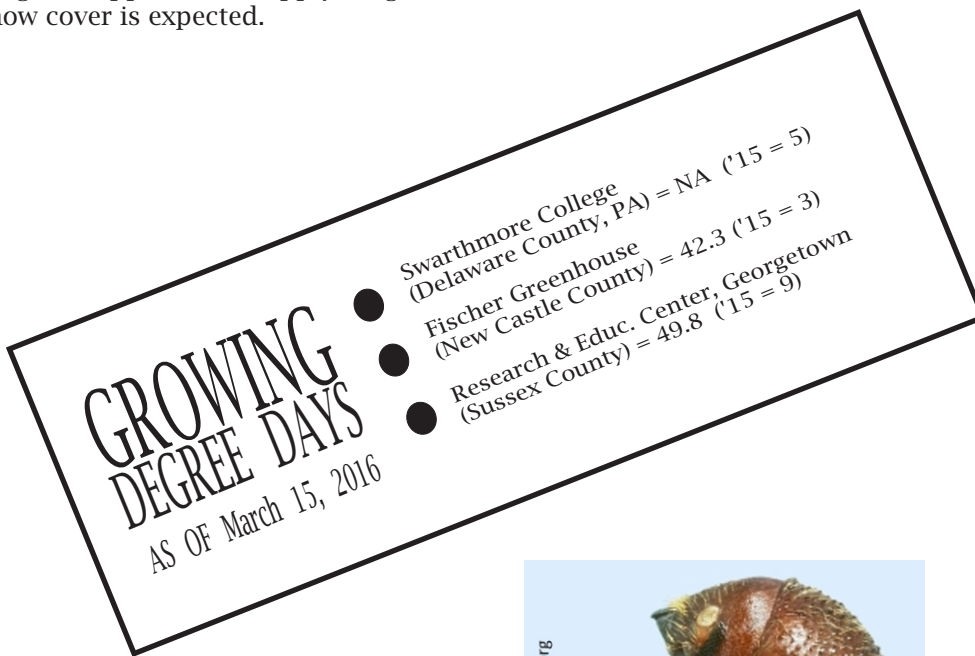 now cover is expected.
GROWING
DEGREE DAYS
AS OF March 15, 2016
Swarthmore College
(Delaware County, PA) = NA ('15 = 5)
Fischer Greenhouse
(New Castle County) = 42.3 ('15 = 3)
Research & Educ. Center, Georgetown
(Sussex County) = 49.8 ('15 = 9)
rg